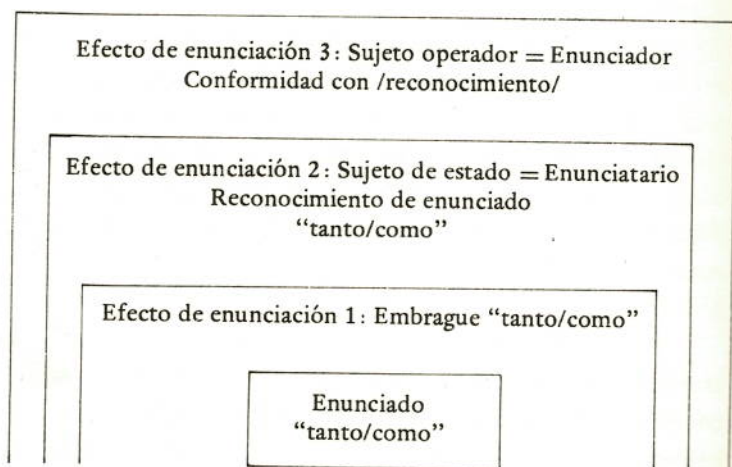 Efecto de enunciación 3: Sujeto operador = Enunciador
Conformidad con /reconocimiento/
Efecto de enunciación 2: Sujeto de estado = Enunciatario
Reconocimiento de enunciado
“tanto/como”
Efecto de enunciación 1: Embrague “tanto/como”
Enunciado
“tanto/como”